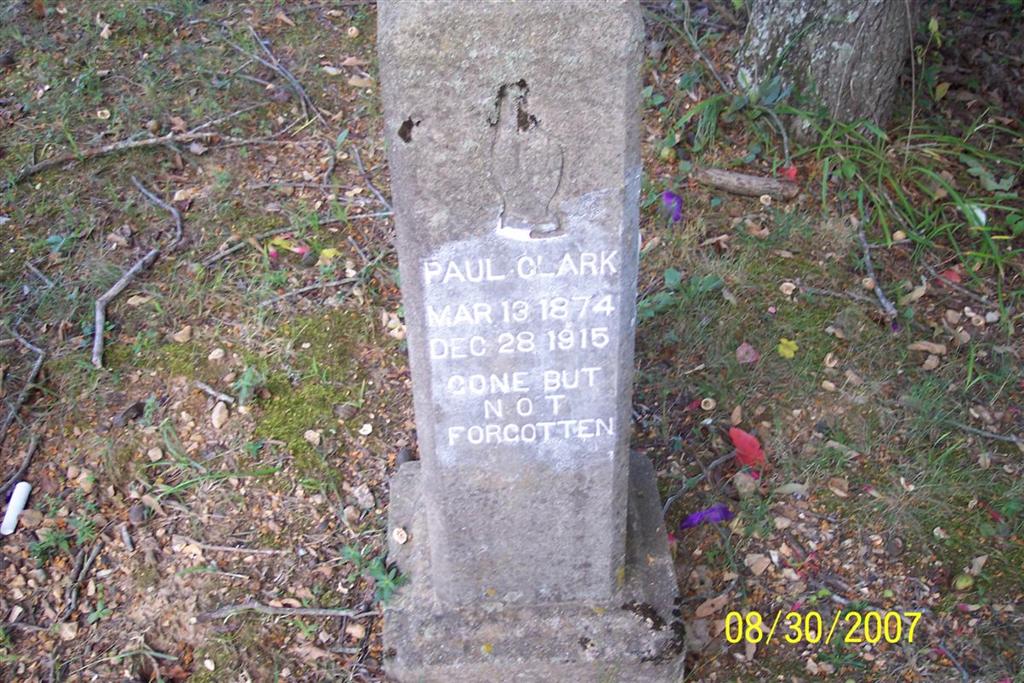 PAUL CLARK
MAR 13 1874
DEC 28 1915
GONE BUT
NOT
FORGOTTEN
08/30/2007